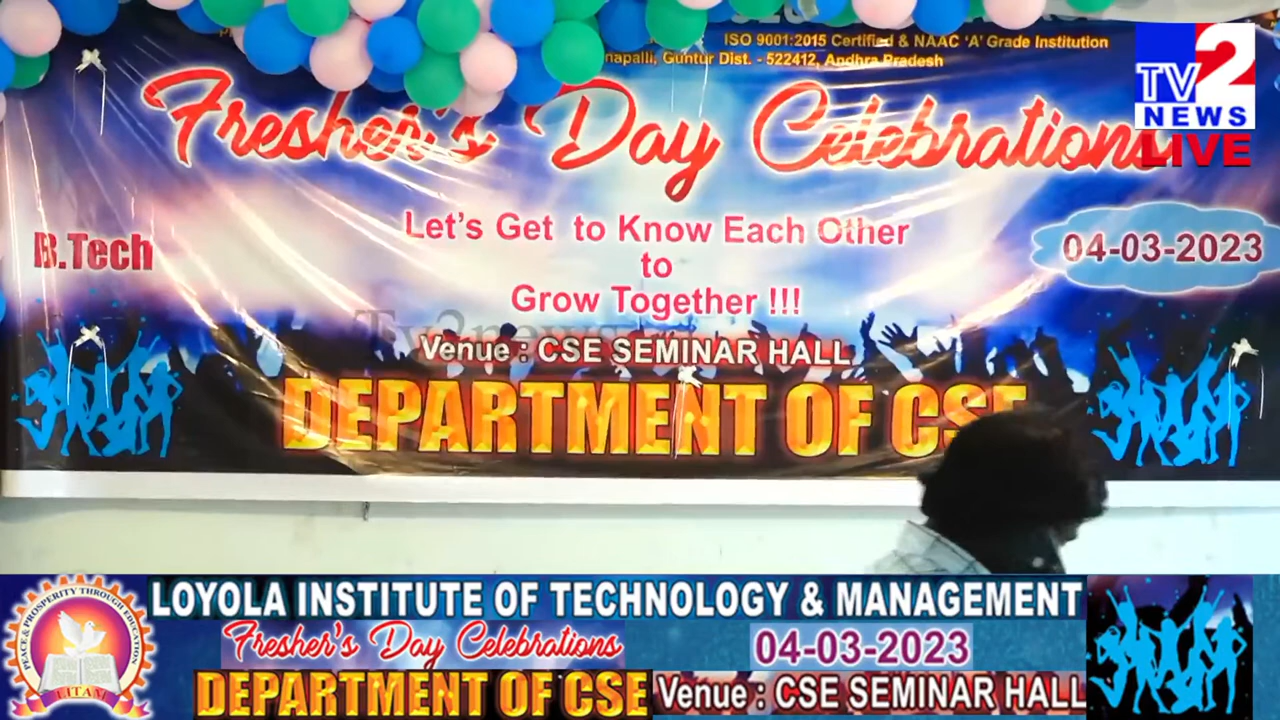 ISO 9001:2015 Certified & NAAC 'A' Grade Institution
Guntur Dist. - 522412, Andhra Pradesh
TV2
NEWS
LIVE
Fresher's Day Celebrations
Let's Get to Know Each Other
B.Tech
04-03-2023
to
Grow Together !!!
Tv2news
Venue : CSE SEMINAR HALL
DEPARTMENT OF CSE
PEACE & PROSPERITY THROUGH EDUCATION
LITAM
LOYOLA INSTITUTE OF TECHNOLOGY & MANAGEMENT
Fresher's Day Celebrations
04-03-2023
DEPARTMENT OF CSE
Venue : CSE SEMINAR HALL